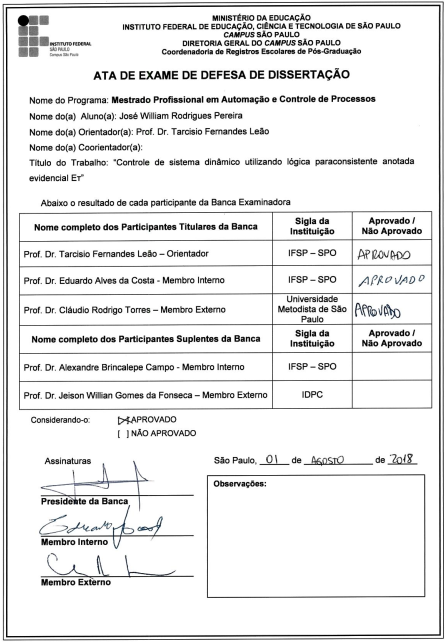 MINISTÉRIO DA EDUCAÇÃO
INSTITUTO FEDERAL DE EDUCAÇÃO, CIÊNCIA E TECNOLOGIA DE SÃO PAULO
CAMPUS SÃO PAULO
DIRETORIA GERAL DO CAMPUS SÃO PAULO
Coordenadoria de Registros Escolares de Pós-Graduação
INSTITUTO FEDERAL
SÃO PAULO
Campus São Paulo
ATA DE EXAME DE DEFESA DE DISSERTAÇÃO
Nome do Programa: Mestrado Profissional em Automação e Controle de Processos
Nome do(a) Aluno(a): José William Rodrigues Pereira
Nome do(a) Orientador(a): Prof. Dr. Tarcisio Fernandes Leão
Nome do(a) Coorientador(a):
Título do Trabalho: "Controle de sistema dinâmico utilizando lógica paraconsistente anotada
evidencial Eτ"
Abaixo o resultado de cada participante da Banca Examinadora
Nome completo dos Participantes Titulares da Banca
Sigla da
Instituição
Aprovado /
Não Aprovado
Prof. Dr. Tarcisio Fernandes Leão – Orientador
IFSP – SPO
APROVADO
Prof. Dr. Eduardo Alves da Costa - Membro Interno
IFSP – SPO
APROVADO
Prof. Dr. Cláudio Rodrigo Torres – Membro Externo
Universidade
Metodista de São
Paulo
APROVADO
Nome completo dos Participantes Suplentes da Banca
Sigla da
Instituição
Aprovado /
Não Aprovado
Prof. Dr. Alexandre Brincalepe Campo - Membro Interno
IFSP – SPO
Prof. Dr. Jeison Willian Gomes da Fonseca – Membro Externo
IDPC
Considerando-o: [X]APROVADO
[ ] NÃO APROVADO
Assinaturas
São Paulo, 01 de AGOSTO de 2018
Observações:
Presidente da Banca
Eduardo
Membro Interno
Membro Externo